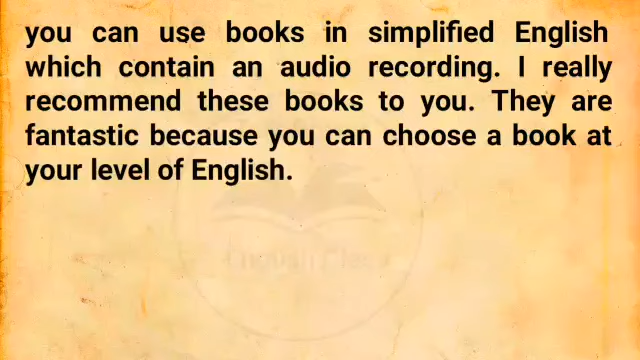 you can use books in simplified English
which contain an audio recording. I really
recommend these books to you. They are
fantastic because you can choose a book at
your level of English.